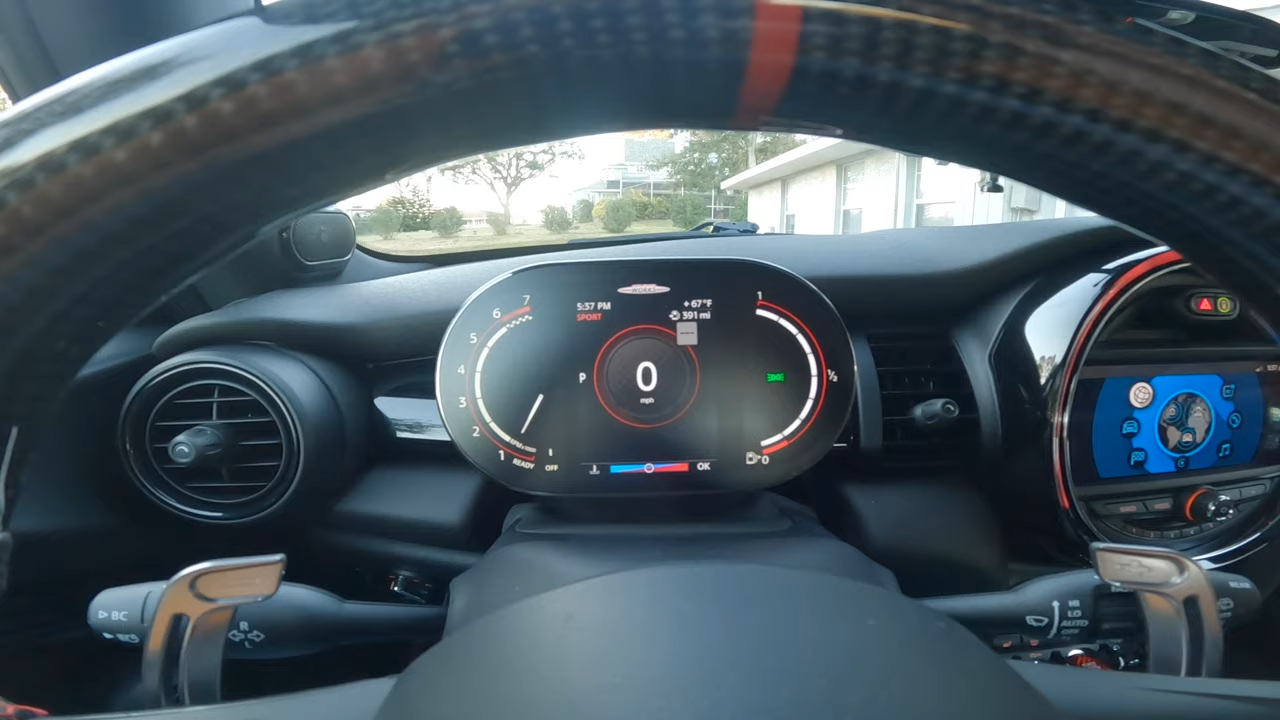 WORKS
7
6
5
4
3
2
1
5:37 PM
SPORT
+ 67 °F
391 mi
P
0
mph
READY
OFF
OK
1
½
0
BC
R
L
HI
LO
AUTO
OFF